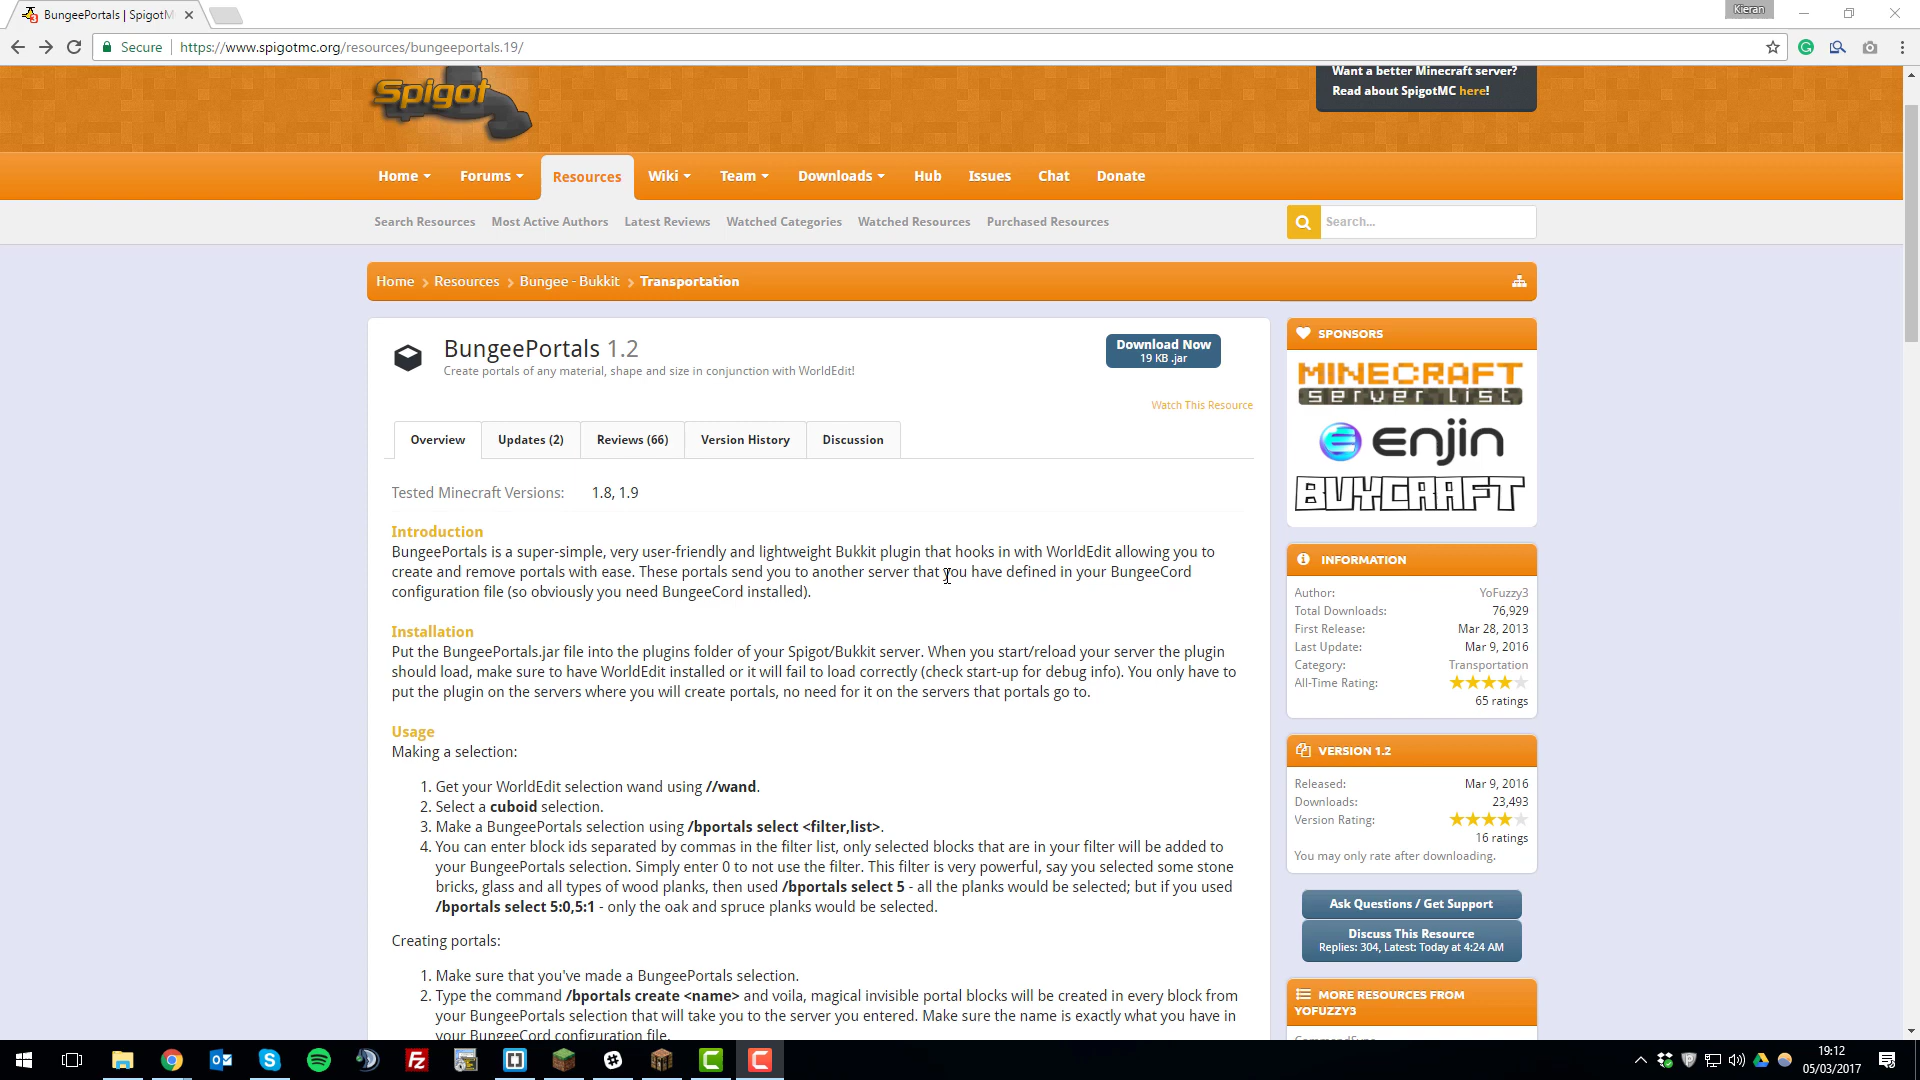 BungeePortals | SpigotM
Kieran
Secure
https://www.spigotmc.org/resources/bungeeportals.19/
Spigot
Want a better Minecraft server?
Read about SpigotMC here!
Home
Forums
Resources
Wiki
Team
Downloads
Hub
Issues
Chat
Donate
Search Resources
Most Active Authors
Latest Reviews
Watched Categories
Watched Resources
Purchased Resources
Search...
Home
Resources
Bungee - Bukkit
Transportation
BungeePortals 1.2
Create portals of any material, shape and size in conjunction with WorldEdit!
Download Now
19 KB .jar
Watch This Resource
Overview
Updates (2)
Reviews (66)
Version History
Discussion
Tested Minecraft Versions: 1.8, 1.9
Introduction
BungeePortals is a super-simple, very user-friendly and lightweight Bukkit plugin that hooks in with WorldEdit allowing you to
create and remove portals with ease. These portals send you to another server that you have defined in your BungeeCord
configuration file (so obviously you need BungeeCord installed).
Installation
Put the BungeePortals.jar file into the plugins folder of your Spigot/Bukkit server. When you start/reload your server the plugin
should load, make sure to have WorldEdit installed or it will fail to load correctly (check start-up for debug info). You only have to
put the plugin on the servers where you will create portals, no need for it on the servers that portals go to.
Usage
Making a selection:
1. Get your WorldEdit selection wand using //wand.
2. Select a cuboid selection.
3. Make a BungeePortals selection using /bportals select <filter,list>.
4. You can enter block ids separated by commas in the filter list, only selected blocks that are in your filter will be added to
your BungeePortals selection. Simply enter 0 to not use the filter. This filter is very powerful, say you selected some stone
bricks, glass and all types of wood planks, then used /bportals select 5 - all the planks would be selected; but if you used
/bportals select 5:0,5:1 - only the oak and spruce planks would be selected.
Creating portals:
1. Make sure that you've made a BungeePortals selection.
2. Type the command /bportals create <name> and voila, magical invisible portal blocks will be created in every block from
your BungeePortals selection that will take you to the server you entered. Make sure the name is exactly what you have in
your BungeeCord configuration file.
SPONSORS
MINECRAFT
server list
enjin
BUYCRAFT
INFORMATION
Author: YoFuzzy3
Total Downloads: 76,929
First Release: Mar 28, 2013
Last Update: Mar 9, 2016
Category: Transportation
All-Time Rating:
65 ratings
VERSION 1.2
Released: Mar 9, 2016
Downloads: 23,493
Version Rating:
16 ratings
You may only rate after downloading.
Ask Questions / Get Support
Discuss This Resource
Replies: 304, Latest: Today at 4:24 AM
MORE RESOURCES FROM
YOFUZZY3
CommandSync
19:12
05/03/2017